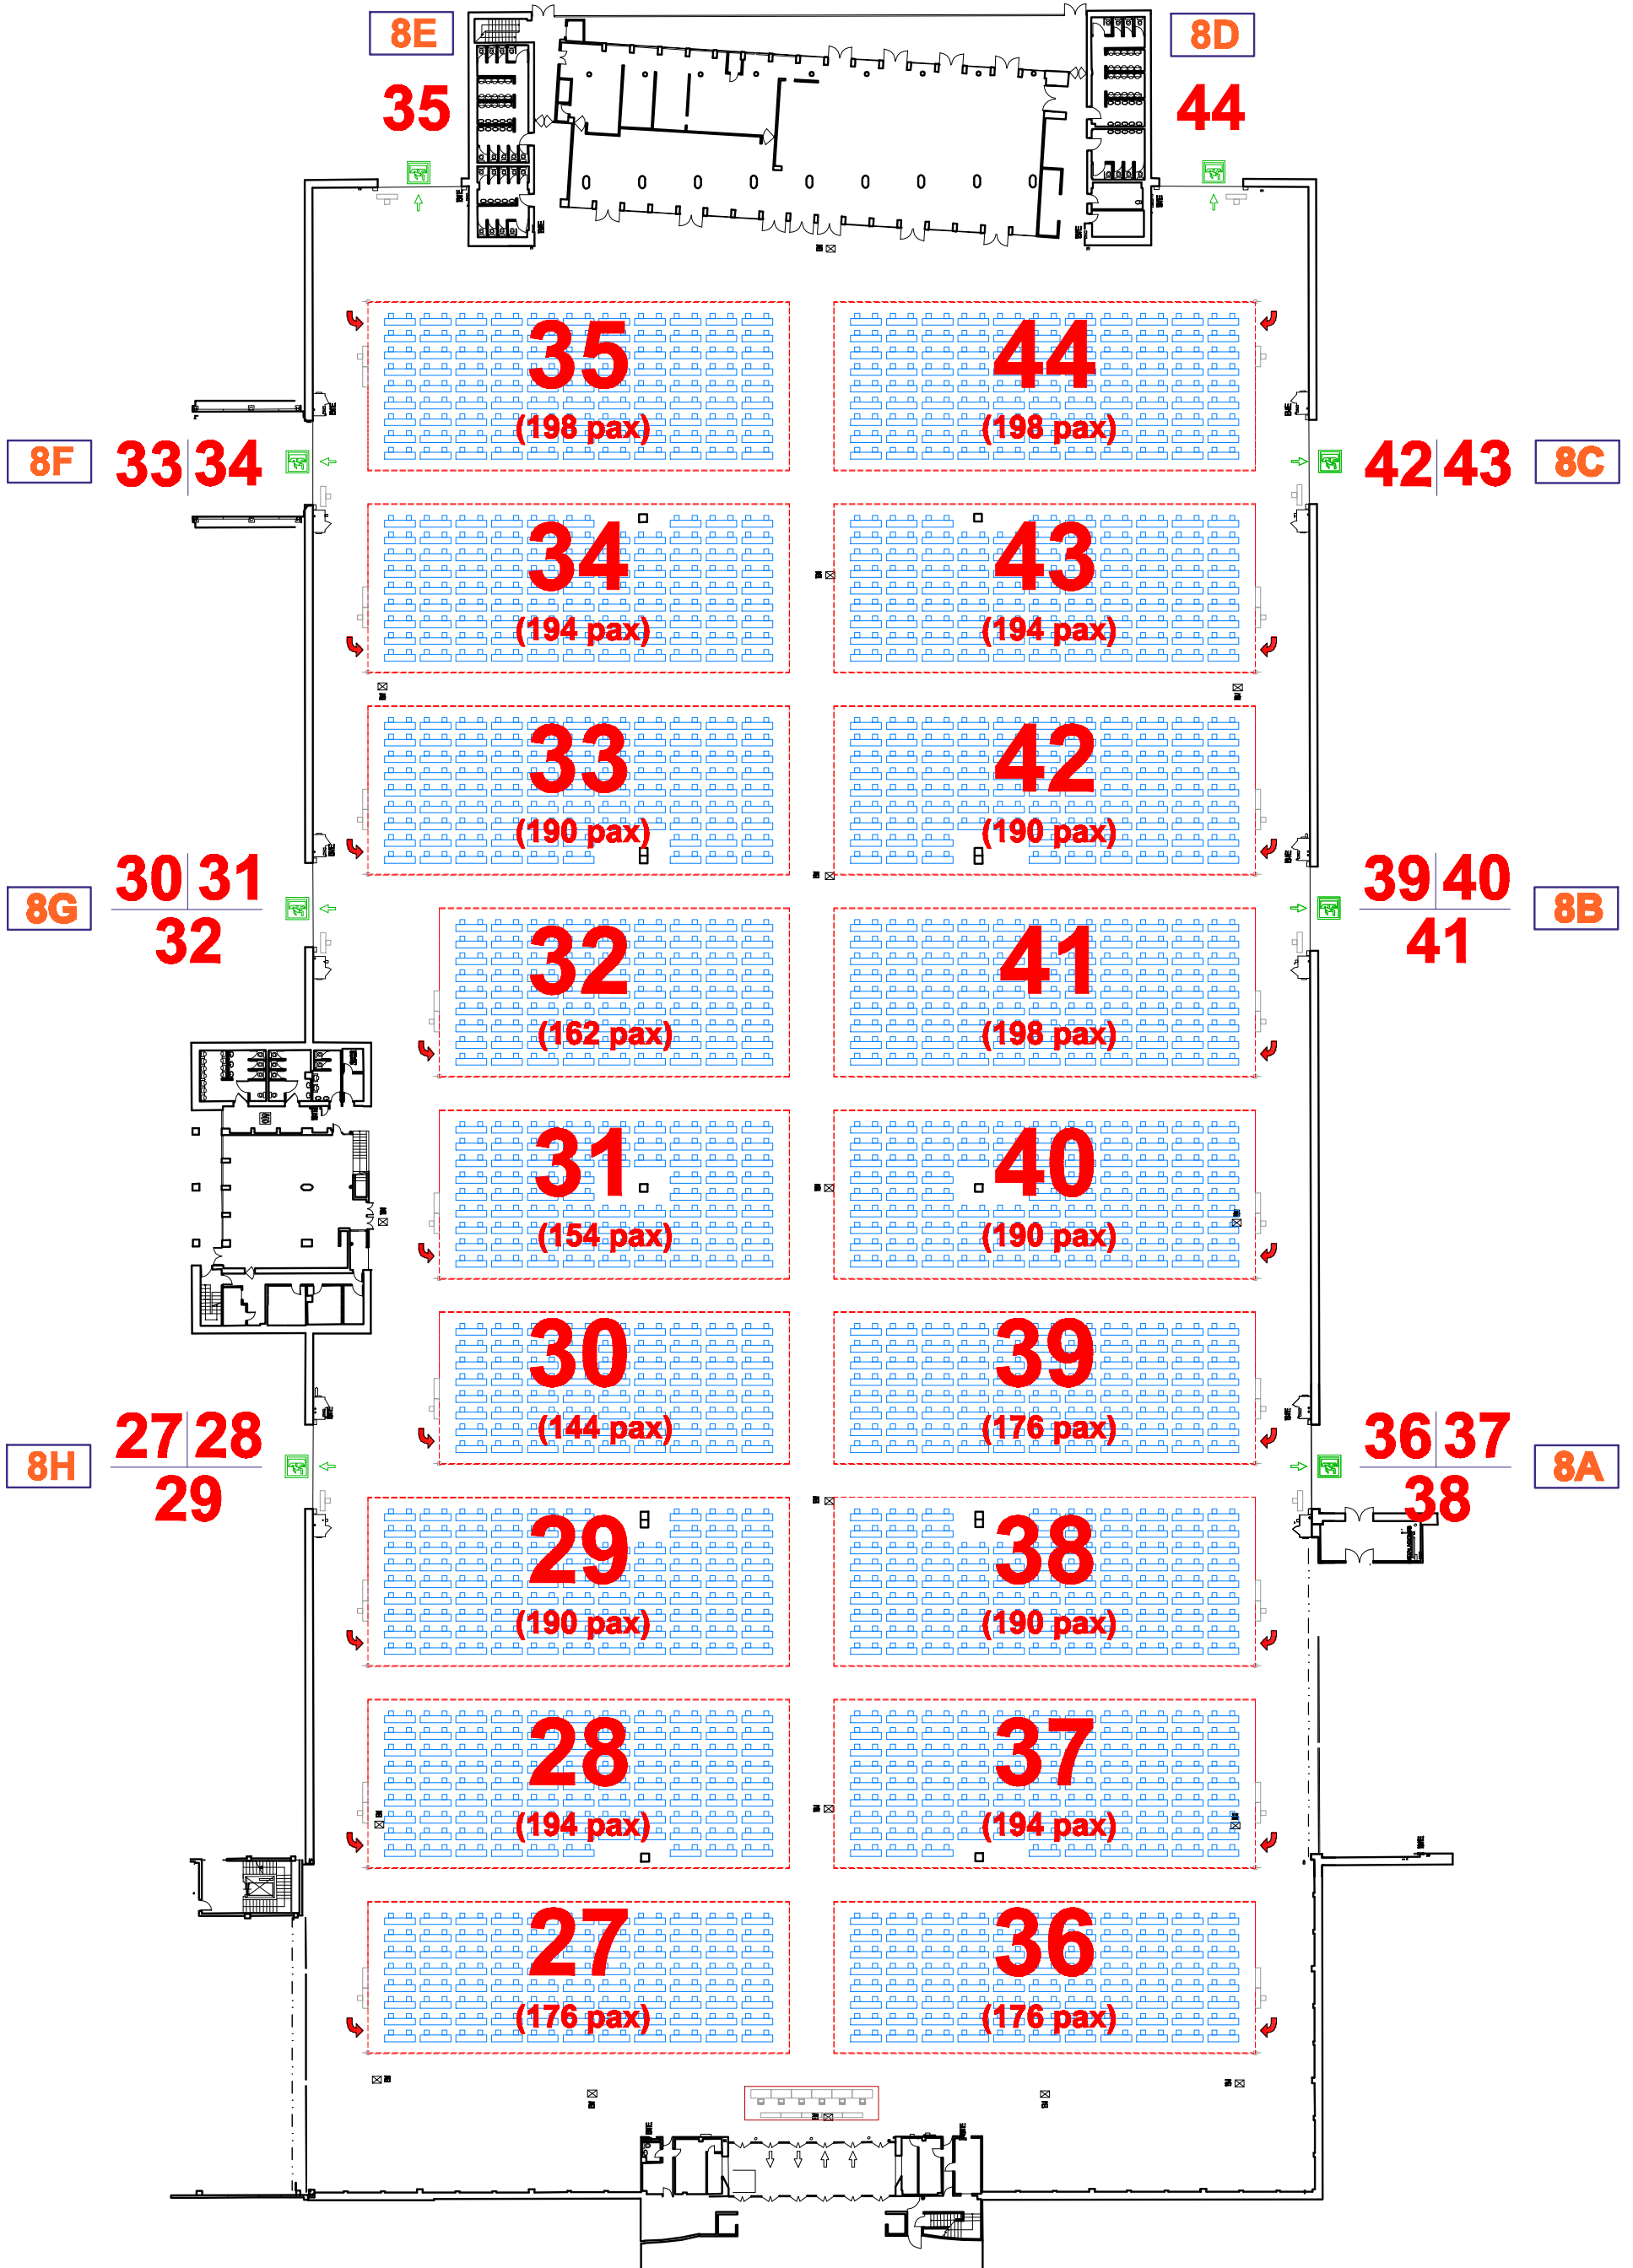 8E
8D
35
44
35
(198 pax)
44
(198 pax)
8F
33 34
42 43
8C
34
(194 pax)
43
(194 pax)
33
(190 pax)
42
(190 pax)
8G
30 31
32
39 40
41
8B
32
(162 pax)
41
(198 pax)
31
(154 pax)
40
(190 pax)
30
(144 pax)
39
(176 pax)
8H
27 28
29
36 37
38
8A
29
(190 pax)
38
(190 pax)
28
(194 pax)
37
(194 pax)
27
(176 pax)
36
(176 pax)